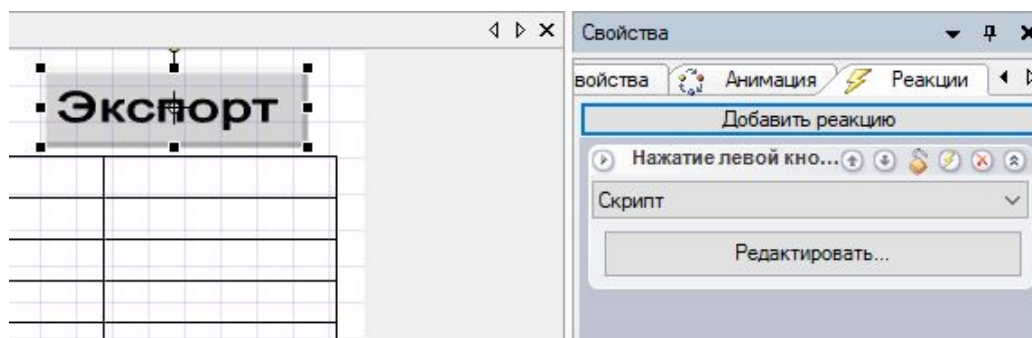 Свойства
войства Анимация Реакции
Экспорт
Добавить реакцию
Нажатие левой кно...
Скрипт
Редактировать...